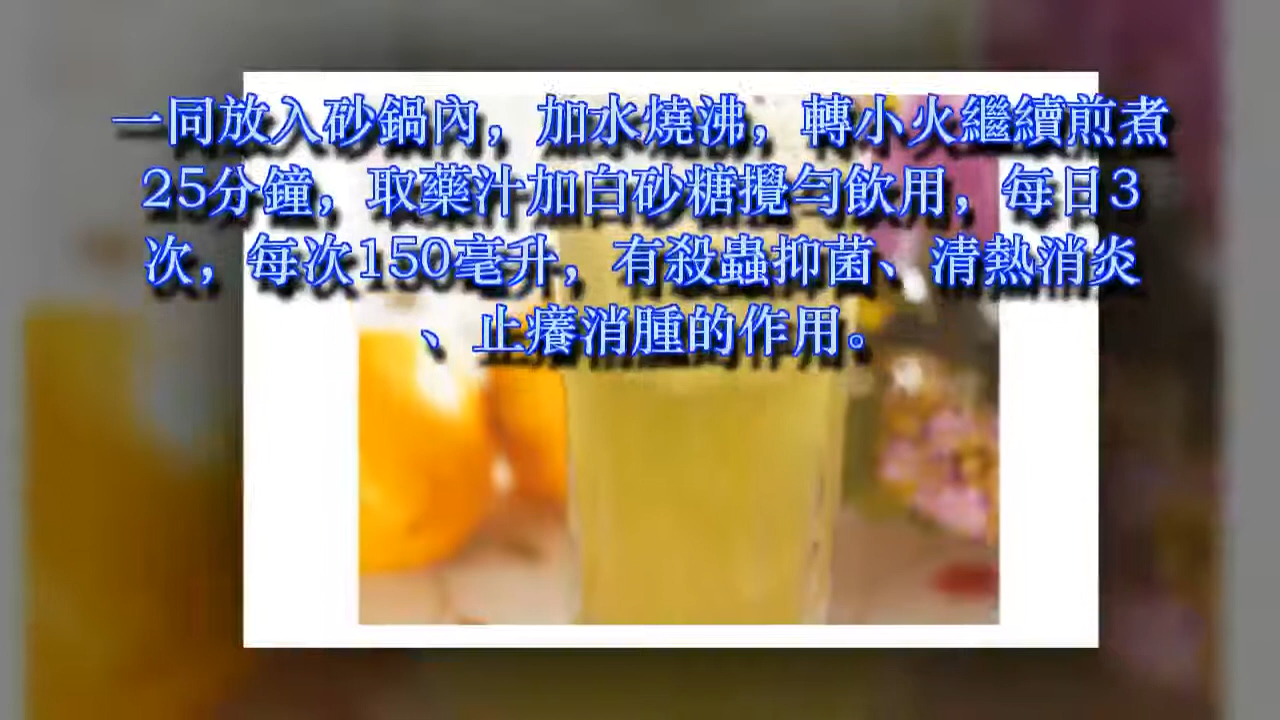 一同放入砂鍋內，加水燒沸，轉小火繼續煎煮
25分鐘，取藥汁加白砂糖攪勻飲用，每日3
次，每次150毫升，有殺蟲抑菌、清熱消炎
、止癢消腫的作用。